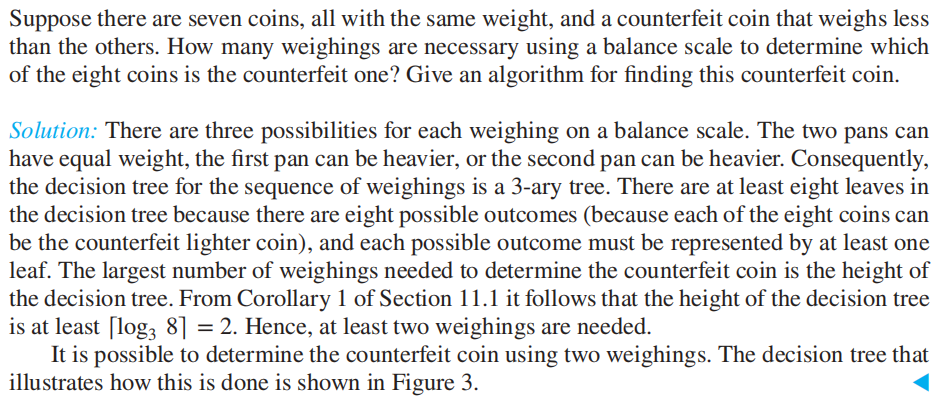 Suppose there are seven coins, all with the same weight, and a counterfeit coin that weighs less
than the others. How many weighings are necessary using a balance scale to determine which
of the eight coins is the counterfeit one? Give an algorithm for finding this counterfeit coin.
Solution: There are three possibilities for each weighing on a balance scale. The two pans can
have equal weight, the first pan can be heavier, or the second pan can be heavier. Consequently,
the decision tree for the sequence of weighings is a 3-ary tree. There are at least eight leaves in
the decision tree because there are eight possible outcomes (because each of the eight coins can
be the counterfeit lighter coin), and each possible outcome must be represented by at least one
leaf. The largest number of weighings needed to determine the counterfeit coin is the height of
the decision tree. From Corollary 1 of Section 11.1 it follows that the height of the decision tree
is at least ⌈log₃ 8⌉ = 2. Hence, at least two weighings are needed.
It is possible to determine the counterfeit coin using two weighings. The decision tree that
illustrates how this is done is shown in Figure 3.